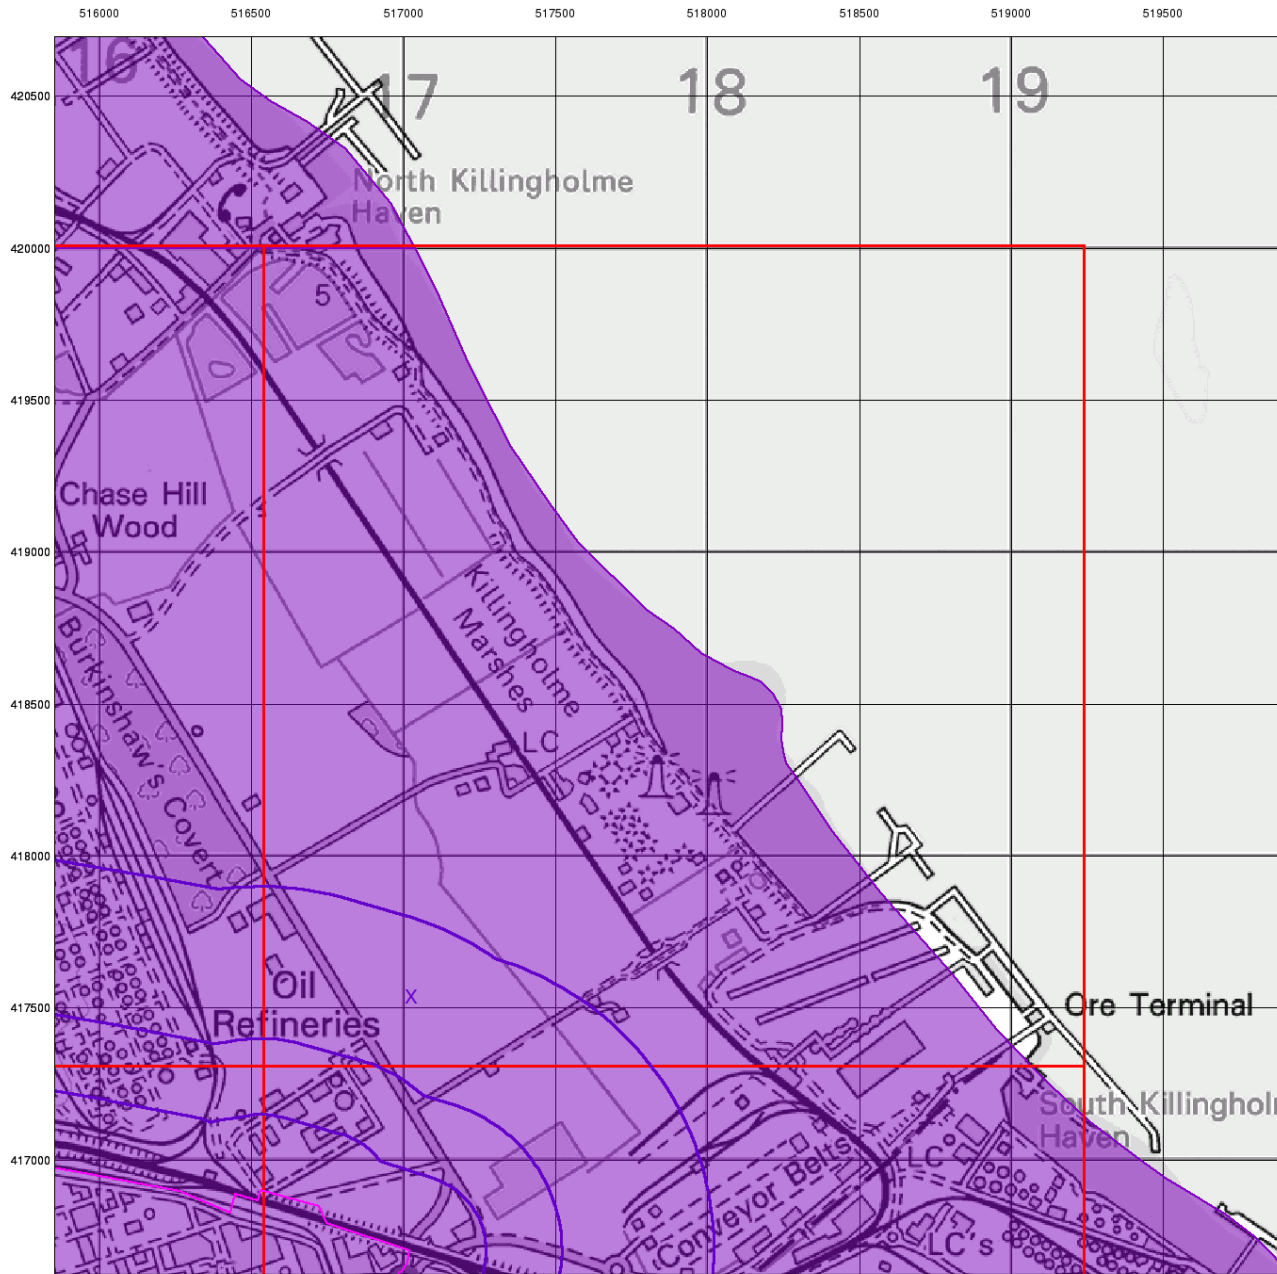 516000 516500 517000 517500 518000 518500 519000 519500
420500
420000
419500
419000
418500
418000
417500
417000
16
17
18
19
North Killingholme
Haven
5
Chase Hill
Wood
Killingholme
Marshes
Burkinshaw's Covert
LC
X
Oil
Refineries
Ore Terminal
South Killinghol
Haven
LC
Conveyor Belts
LC's